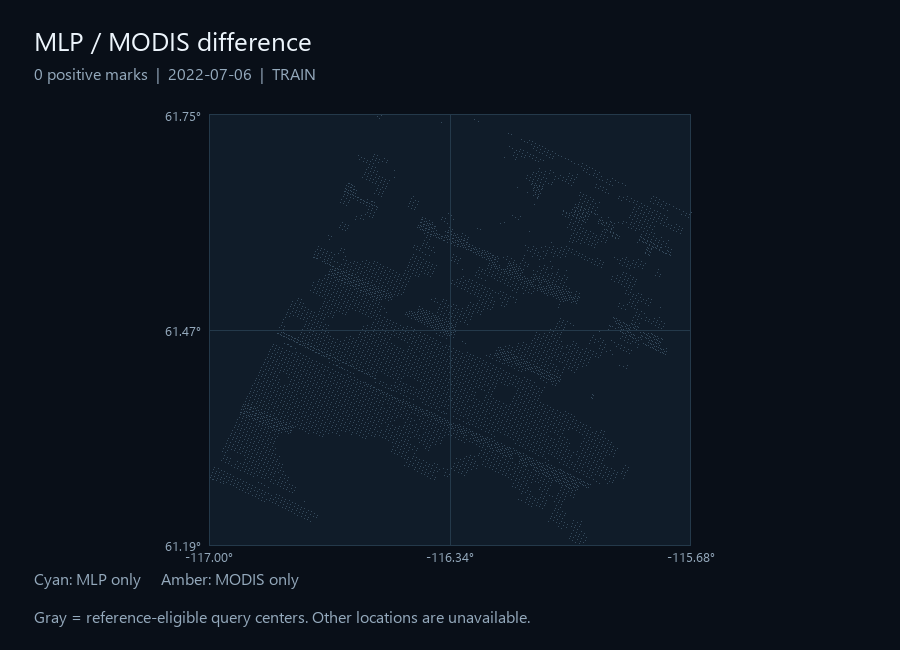 MLP / MODIS difference
0 positive marks | 2022-07-06 | TRAIN
61.75°
61.47°
61.19°
-117.00° -116.34° -115.68°
Cyan: MLP only Amber: MODIS only
Gray = reference-eligible query centers. Other locations are unavailable.